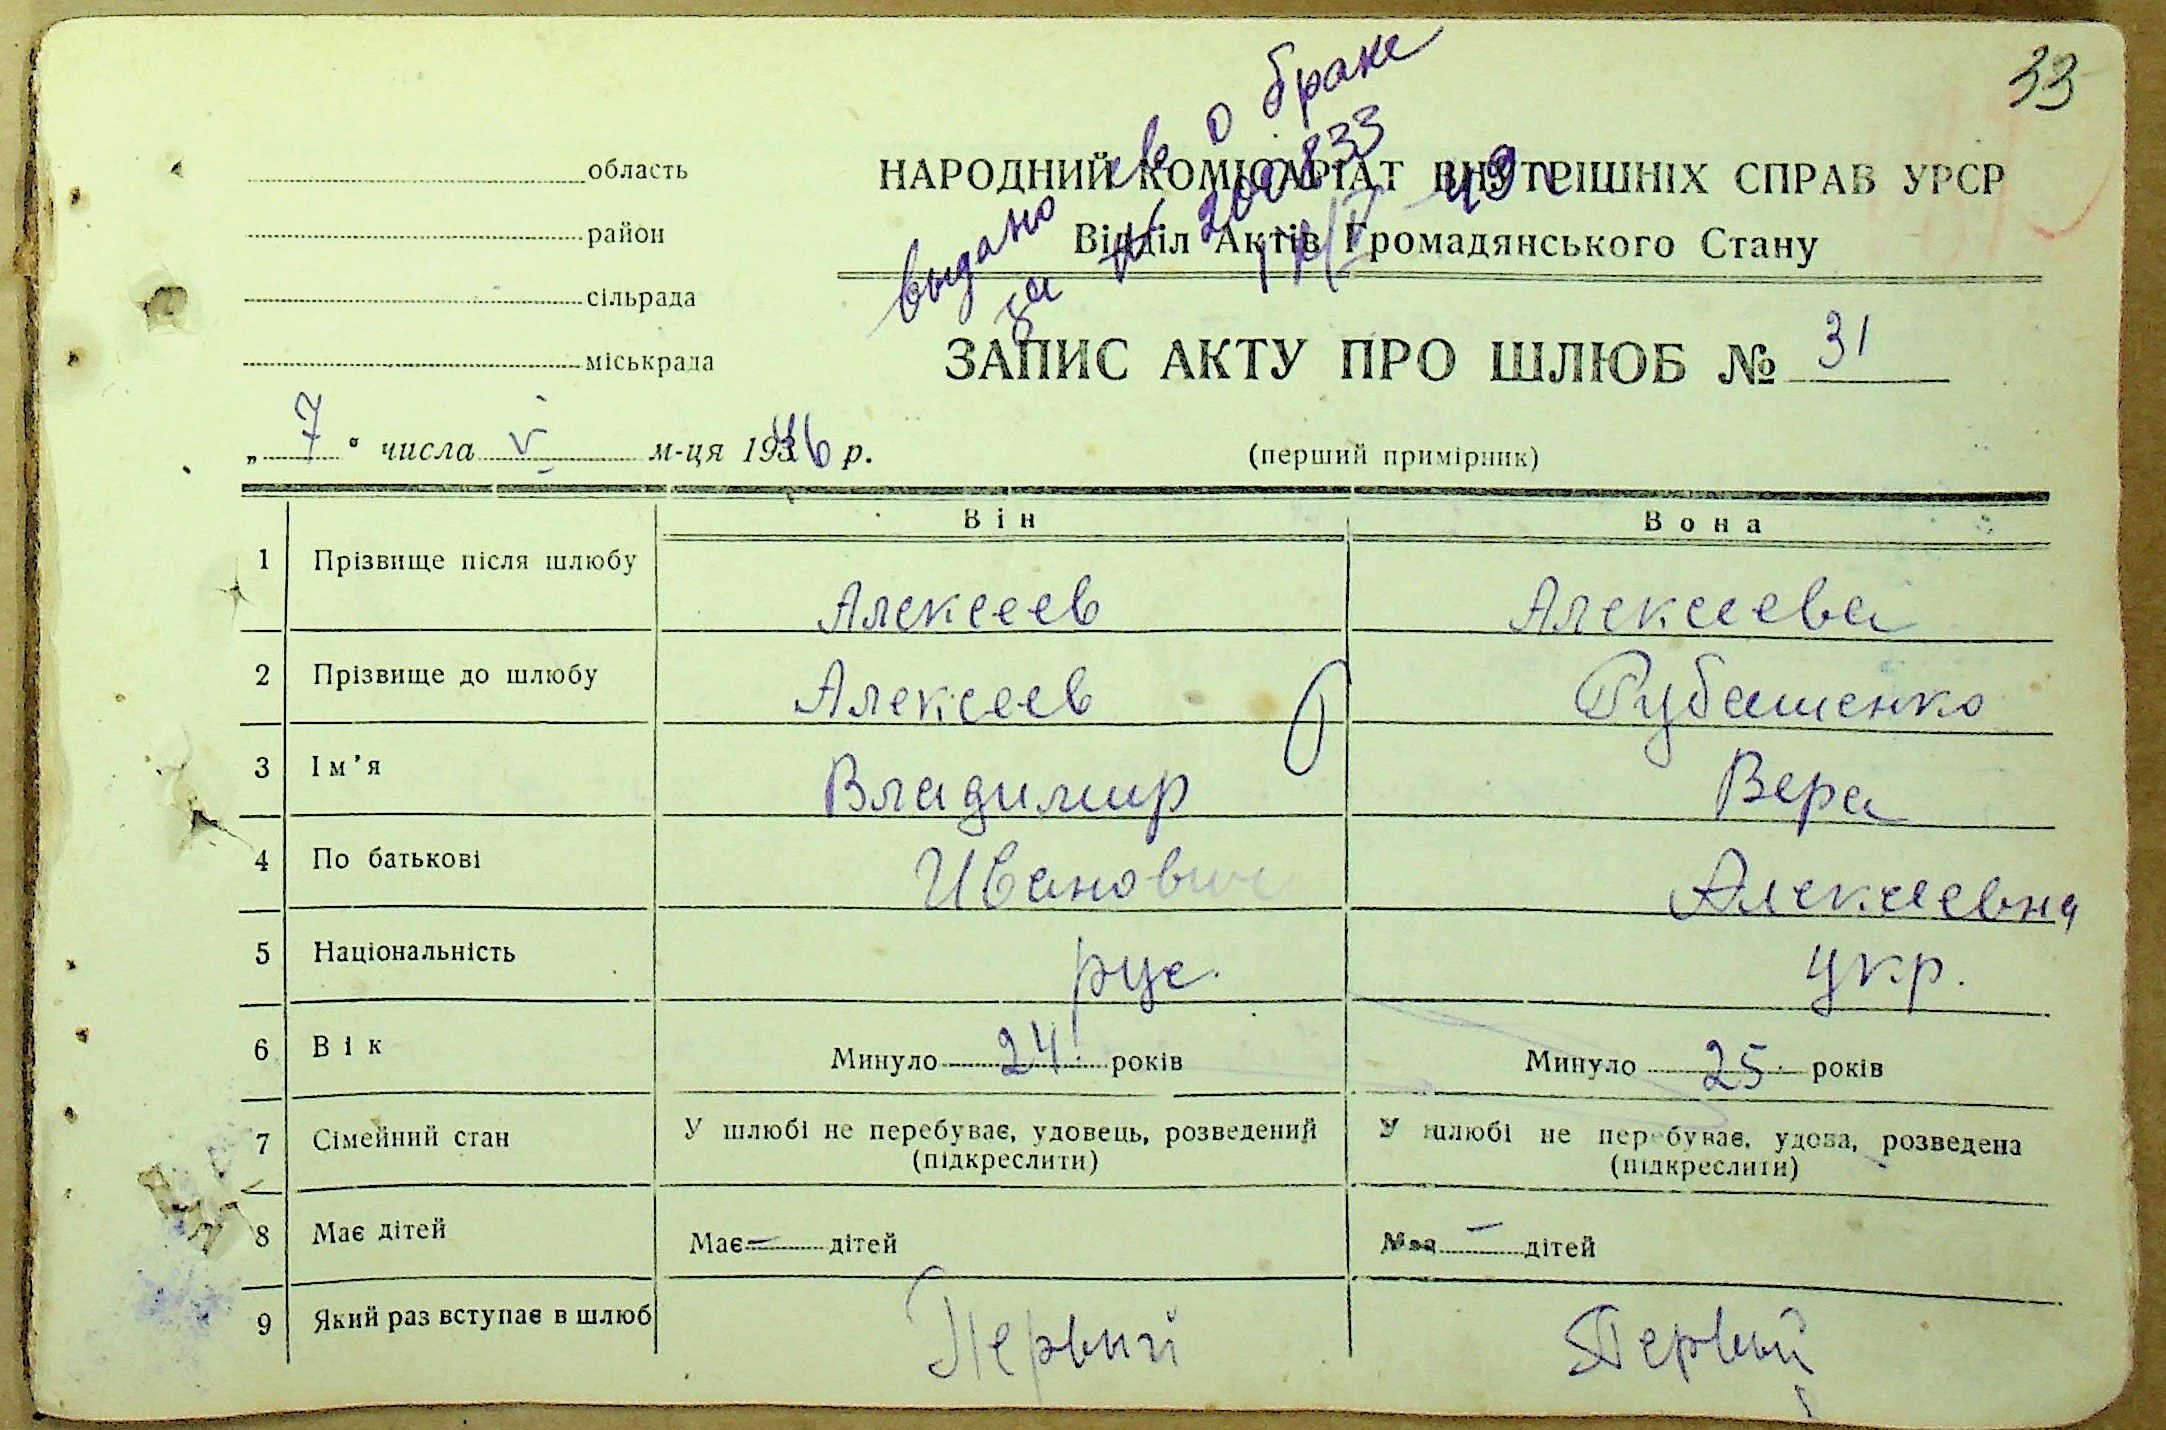 33
выдано св о браке
за № 200833
14/IV 49 г
область
район
сільрада
міськрада
НАРОДНИЙ КОМІСАРІАТ ВНУТРІШНІХ СПРАВ УРСР
Відділ Актів Громадянського Стану
ЗАПИС АКТУ ПРО ШЛЮБ № 31
„ 7 " числа V м-ця 1946 р.
(перший примірник)
Він Вона
1 Прізвище після шлюбу Алексеев Алексеева
2 Прізвище до шлюбу Алексеев Рубашенко
3 Ім'я Владимир Вера
4 По батькові Иванович Алексеевна
5 Національність рус. укр.
6 Вік Минуло 24 років Минуло 25 років
7 Сімейний стан У шлюбі не перебуває, удовець, розведений У шлюбі не перебуває, удова, розведена
(підкреслити) (підкреслити)
8 Має дітей Має — дітей Має — дітей
9 Який раз вступає в шлюб Первый Первый